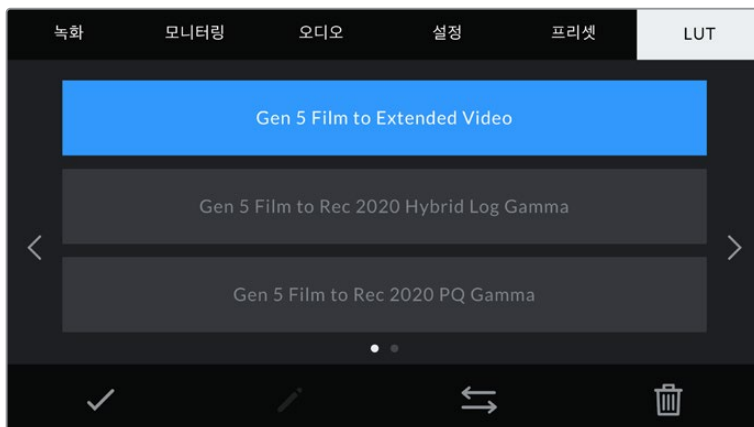 녹화 모니터링 오디오 설정 프리셋 LUT
Gen 5 Film to Extended Video
Gen 5 Film to Rec 2020 Hybrid Log Gamma
Gen 5 Film to Rec 2020 PQ Gamma